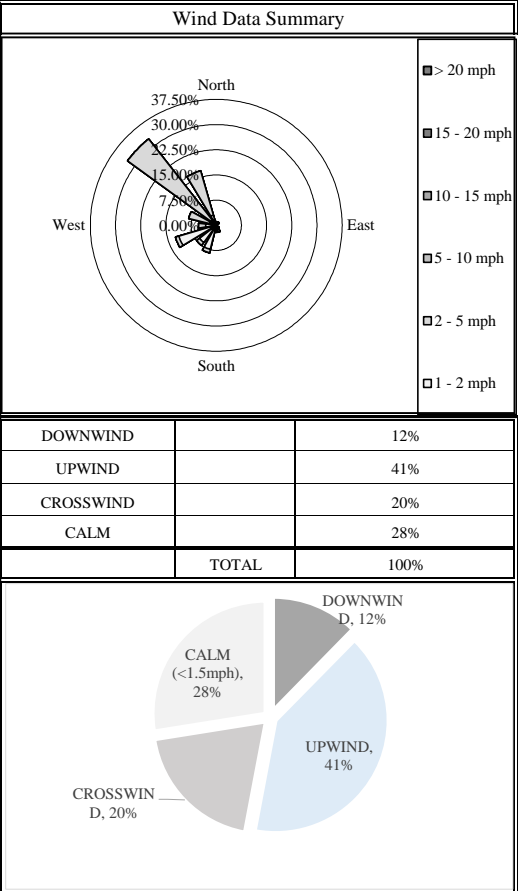 Wind Data Summary
North
37.50%
30.00%
22.50%
15.00%
7.50%
0.00%
West
East
South
> 20 mph
15 - 20 mph
10 - 15 mph
5 - 10 mph
2 - 5 mph
1 - 2 mph
DOWNWIND 12%
UPWIND 41%
CROSSWIND 20%
CALM 28%
TOTAL 100%
DOWNWIN
D, 12%
CALM
(<1.5mph),
28%
UPWIND,
41%
CROSSWIN
D, 20%